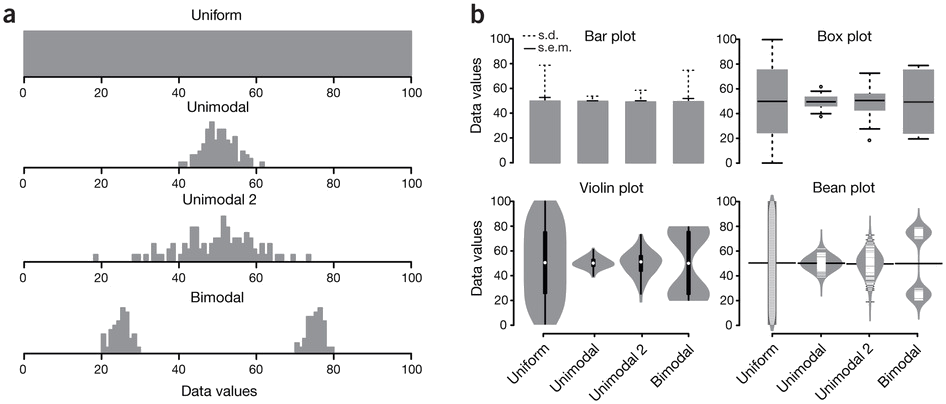 a
Uniform
0 20 40 60 80 100
Unimodal
0 20 40 60 80 100
Unimodal 2
0 20 40 60 80 100
Bimodal
0 20 40 60 80 100
Data values
b
s.d.
s.e.m.
Bar plot
Data values
100
80
60
40
20
0
Box plot
100
80
60
40
20
0
Violin plot
Data values
100
80
60
40
20
0
Uniform
Unimodal
Unimodal 2
Bimodal
Bean plot
100
80
60
40
20
0
Uniform
Unimodal
Unimodal 2
Bimodal